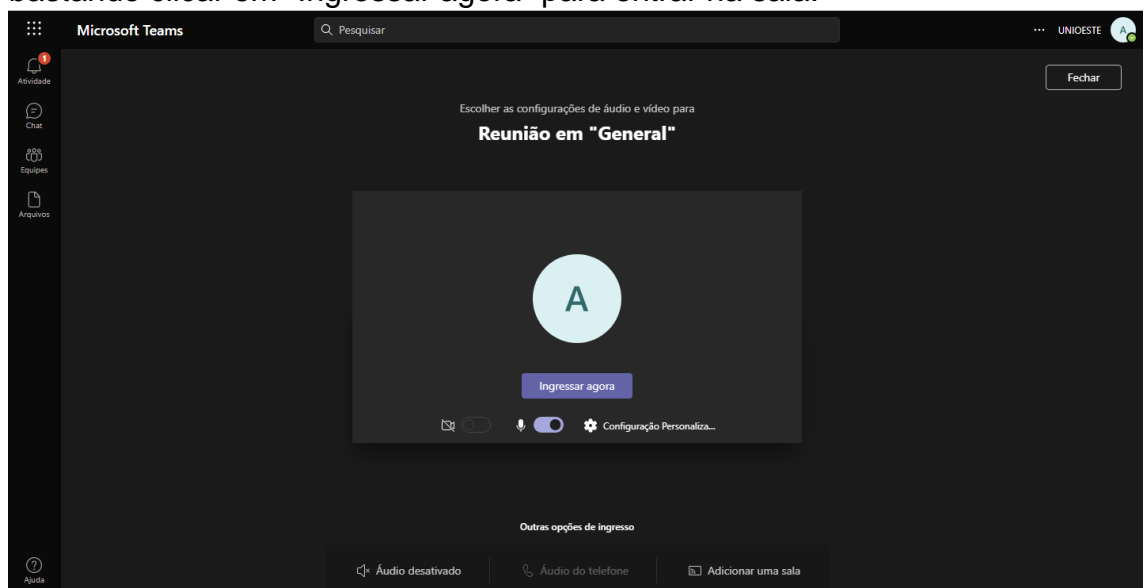 bastando clicar em "Ingressar agora" para entrar na sala.
Microsoft Teams
Pesquisar
... UNIOESTE
A
1
Atividade
Chat
Equipes
Arquivos
Fechar
Escolher as configurações de áudio e vídeo para
Reunião em "General"
A
Ingressar agora
Configuração Personaliza...
Outras opções de ingresso
Áudio desativado
Áudio do telefone
Adicionar uma sala
Ajuda